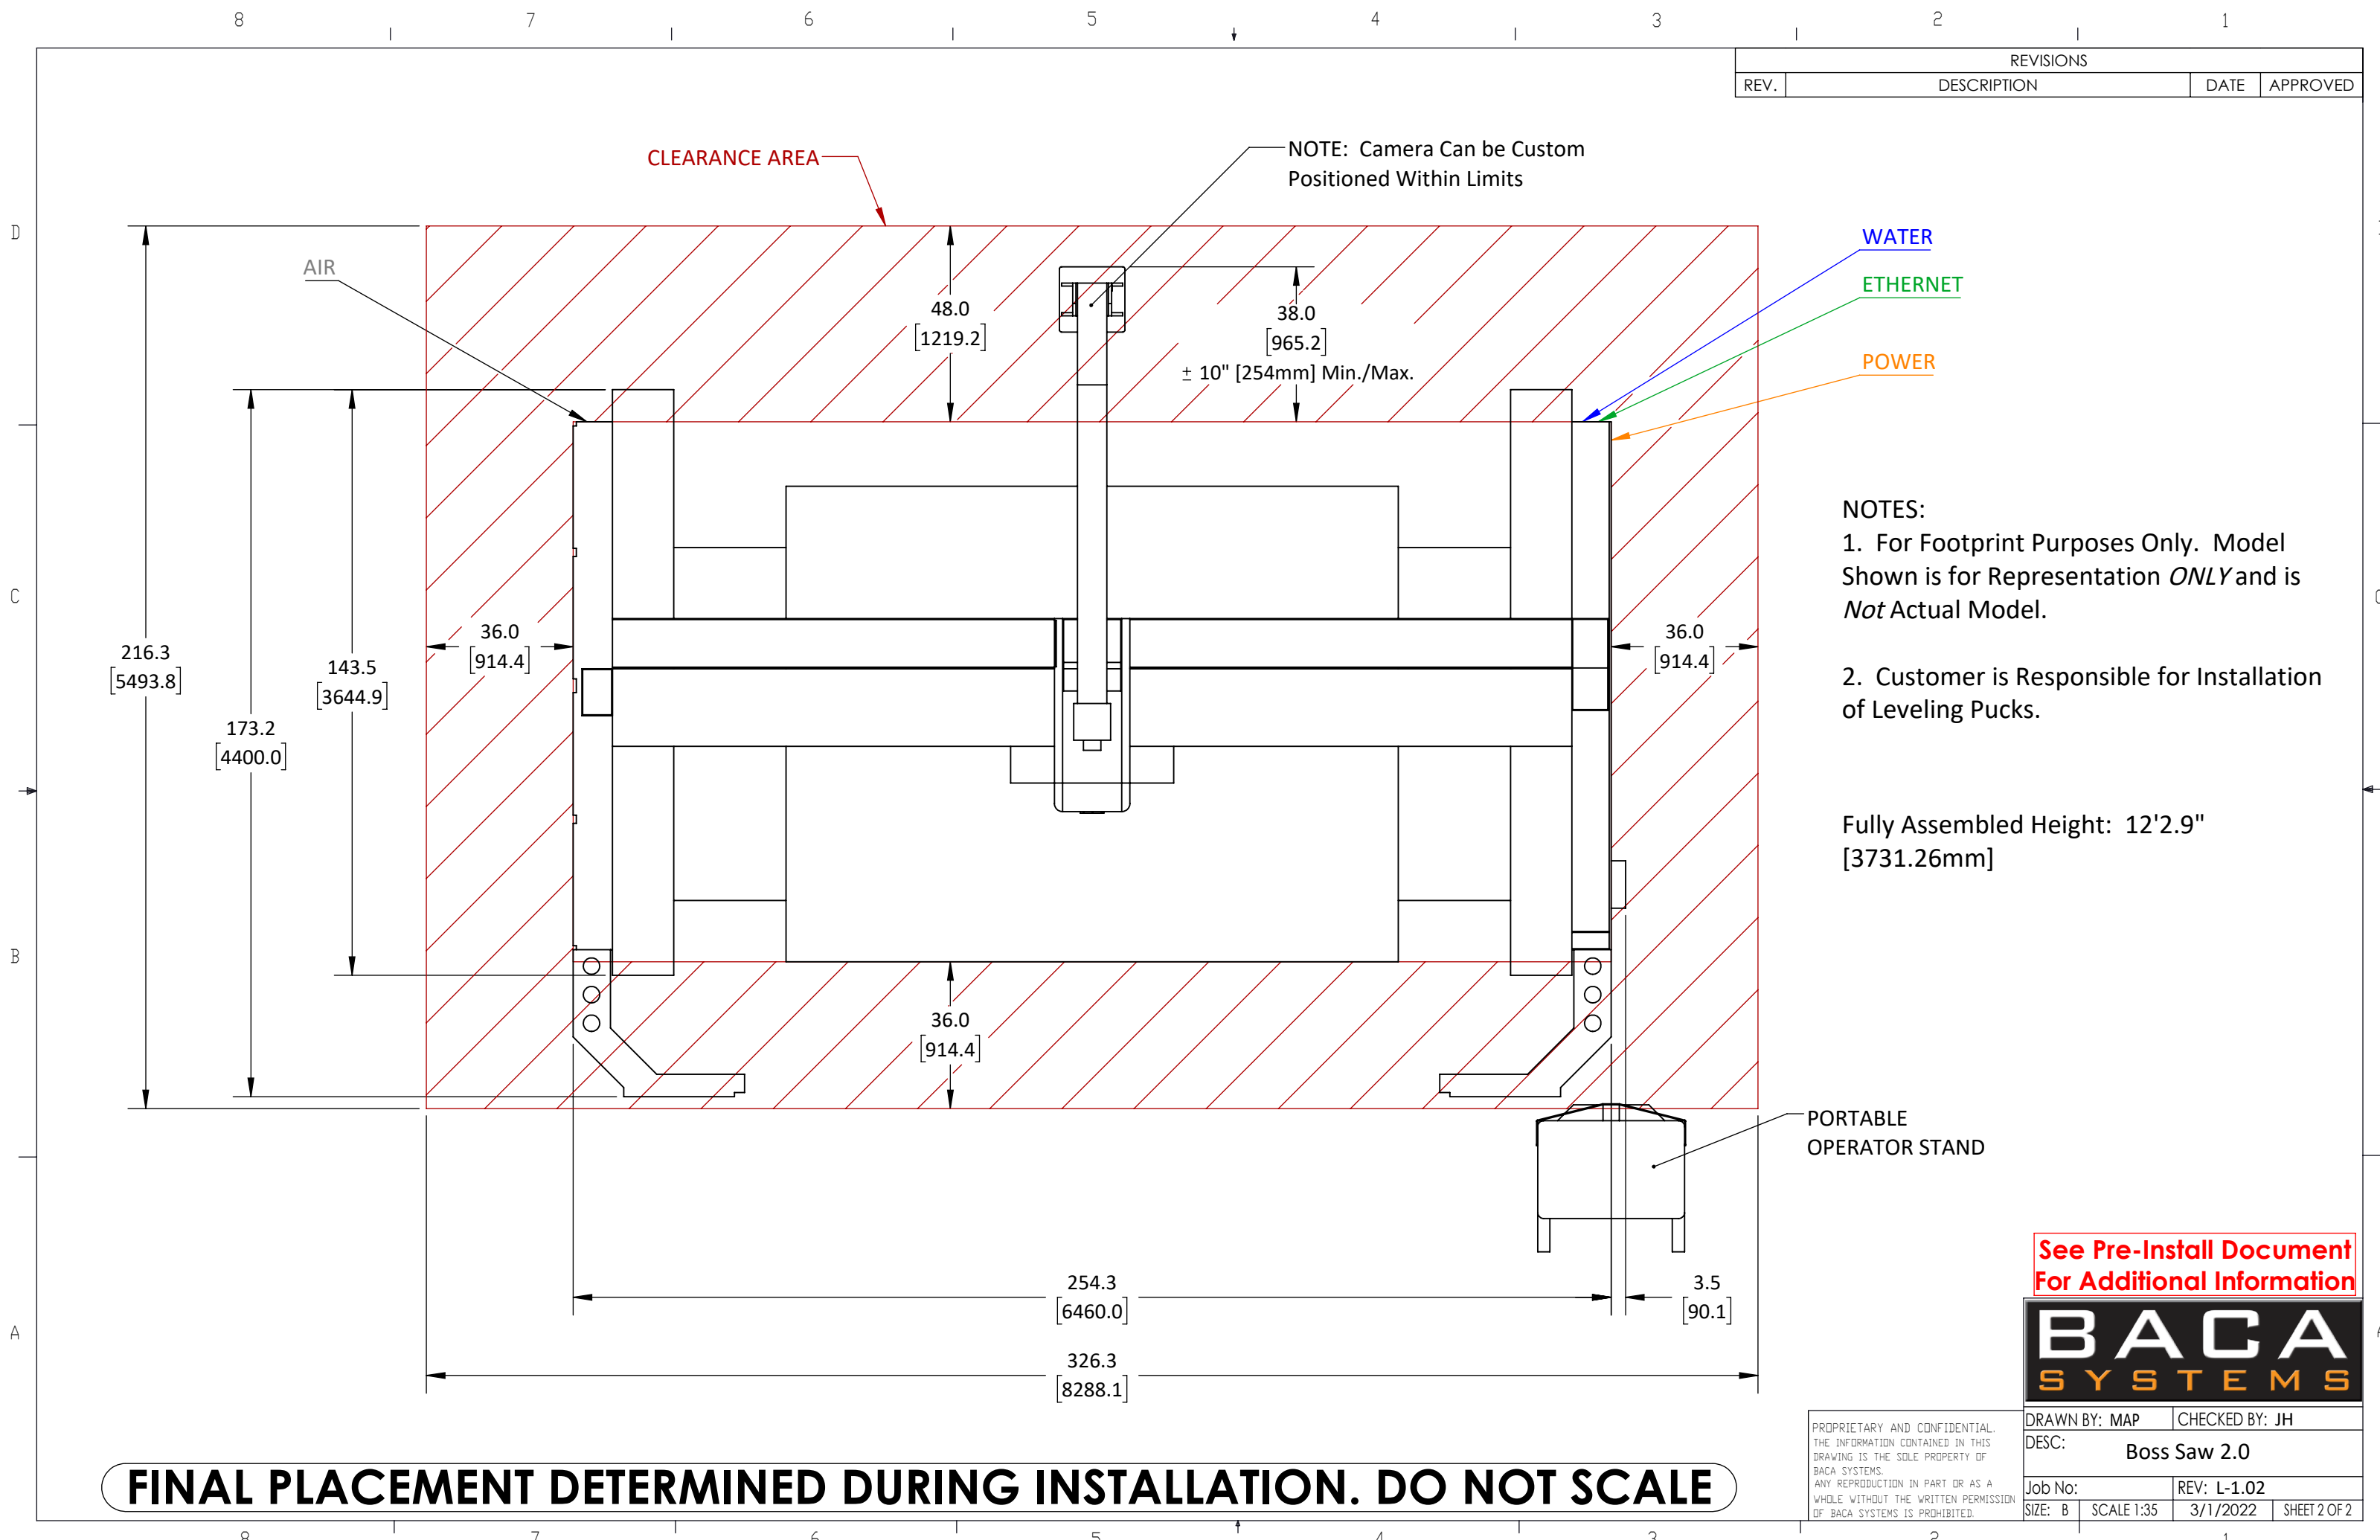 8 7 6 5 4 3 2 1
REVISIONS
REV. DESCRIPTION DATE APPROVED
CLEARANCE AREA
NOTE: Camera Can be Custom
Positioned Within Limits
D
AIR
WATER
ETHERNET
POWER
48.0
[1219.2]
38.0
[965.2]
± 10" [254mm] Min./Max.
NOTES:
1. For Footprint Purposes Only. Model
Shown is for Representation ONLY and is
Not Actual Model.
2. Customer is Responsible for Installation
of Leveling Pucks.
Fully Assembled Height: 12'2.9"
[3731.26mm]
C
216.3
[5493.8]
173.2
[4400.0]
143.5
[3644.9]
36.0
[914.4]
36.0
[914.4]
B
36.0
[914.4]
PORTABLE
OPERATOR STAND
254.3
[6460.0]
3.5
[90.1]
326.3
[8288.1]
A
See Pre-Install Document
For Additional Information
BACA
SYSTEMS
PROPRIETARY AND CONFIDENTIAL.
THE INFORMATION CONTAINED IN THIS
DRAWING IS THE SOLE PROPERTY OF
BACA SYSTEMS.
ANY REPRODUCTION IN PART OR AS A
WHOLE WITHOUT THE WRITTEN PERMISSION
OF BACA SYSTEMS IS PROHIBITED.
DRAWN BY: MAP CHECKED BY: JH
DESC: Boss Saw 2.0
Job No: REV: L-1.02
SIZE: B SCALE 1:35 3/1/2022 SHEET 2 OF 2
FINAL PLACEMENT DETERMINED DURING INSTALLATION. DO NOT SCALE
8 7 6 5 4 3 2 1